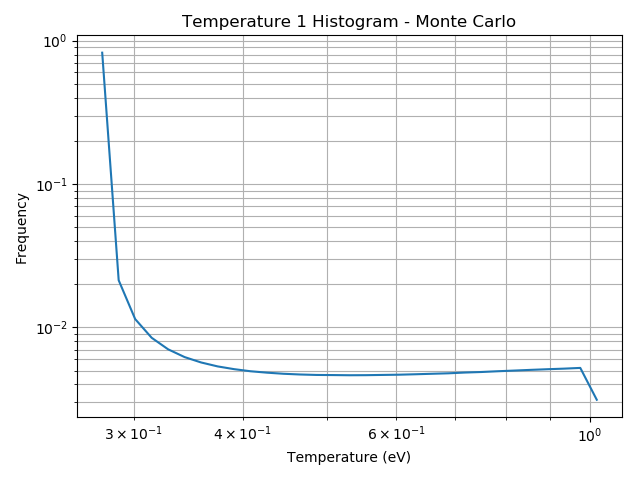 Temperature 1 Histogram - Monte Carlo
10⁰
10⁻¹
10⁻²
Frequency
3 × 10⁻¹ 4 × 10⁻¹ 6 × 10⁻¹ 10⁰
Temperature (eV)